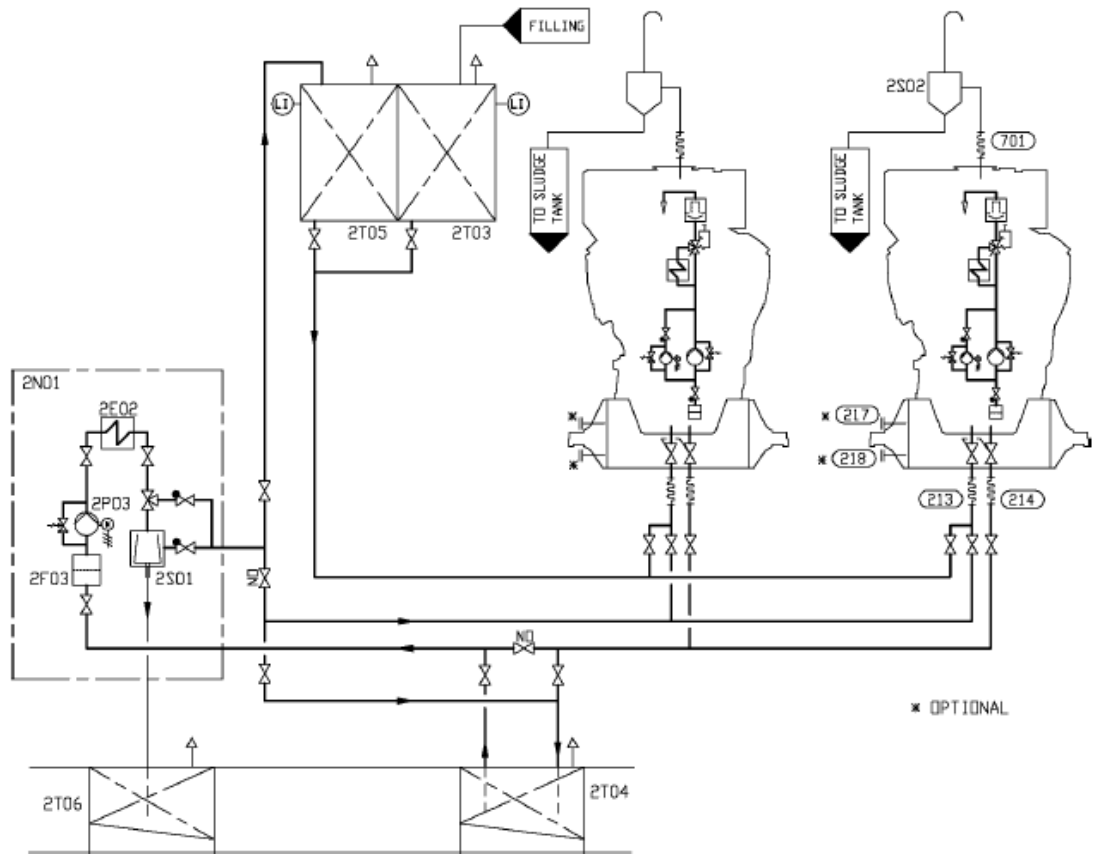 FILLING
LI
LI
2T05
2T03
TO SLUDGE
TANK
2S02
TO SLUDGE
TANK
701
2N01
2E02
2P03
2F03
2S01
NO
NO
* 217
* 218
*
*
213
214
* OPTIONAL
2T06
2T04